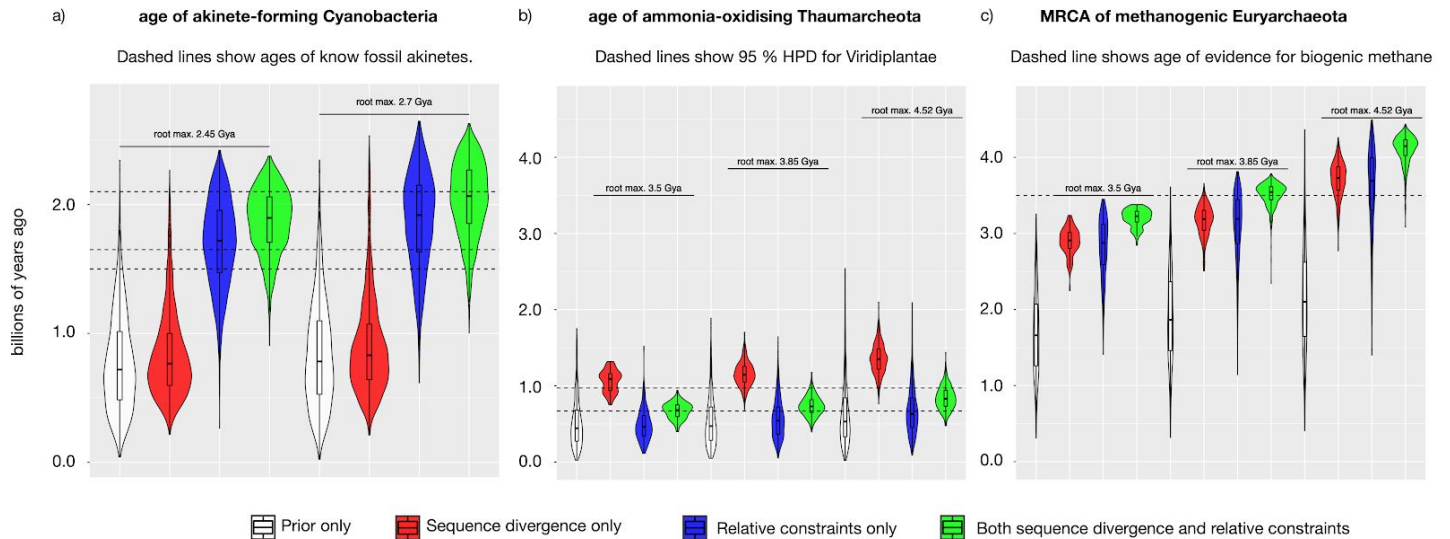 a) age of akinete-forming Cyanobacteria
Dashed lines show ages of know fossil akinetes.
billions of years ago
2.0
1.0
0.0
root max. 2.45 Gya
root max. 2.7 Gya
b) age of ammonia-oxidising Thaumarcheota
Dashed lines show 95 % HPD for Viridiplantae
4.0
3.0
2.0
1.0
0.0
root max. 3.5 Gya
root max. 3.85 Gya
root max. 4.52 Gya
c) MRCA of methanogenic Euryarchaeota
Dashed line shows age of evidence for biogenic methane
4.0
3.0
2.0
1.0
0.0
root max. 3.5 Gya
root max. 3.85 Gya
root max. 4.52 Gya
Prior only
Sequence divergence only
Relative constraints only
Both sequence divergence and relative constraints